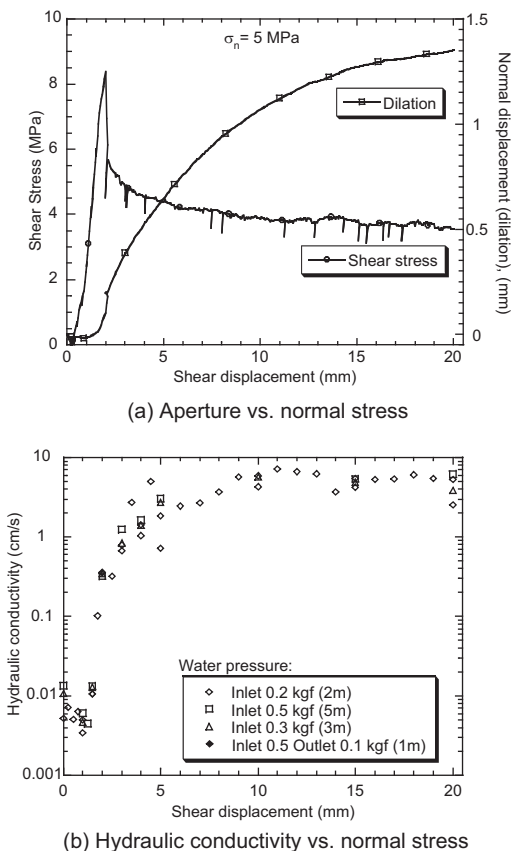 10
8
6
4
2
0
Shear Stress (MPa)
σn= 5 MPa
Dilation
Shear stress
1.5
1
0.5
0
Normal displacement
(dilation), (mm)
0 5 10 15 20
Shear displacement (mm)
(a) Aperture vs. normal stress
10
1
0.1
0.01
0.001
Hydraulic conductivity (cm/s)
Water pressure:
Inlet 0.2 kgf (2m)
Inlet 0.5 kgf (5m)
Inlet 0.3 kgf (3m)
Inlet 0.5 Outlet 0.1 kgf (1m)
0 5 10 15 20
Shear displacement (mm)
(b) Hydraulic conductivity vs. normal stress